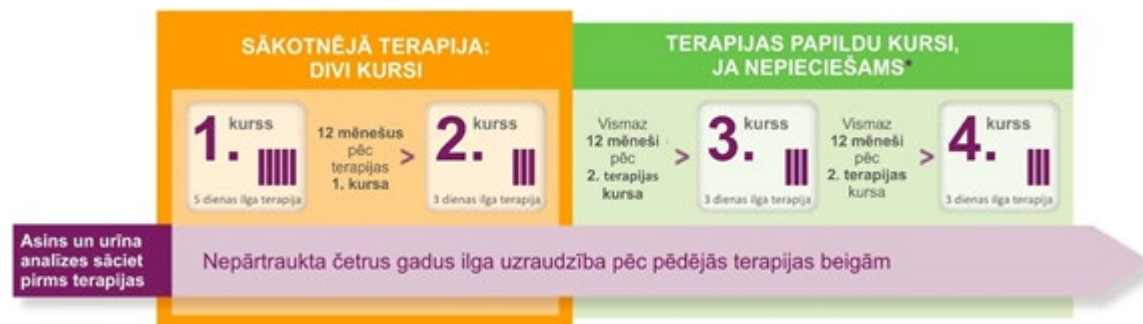 SĀKOTNĒJĀ TERAPIJA:
DIVI KURSI
TERAPIJAS PAPILDU KURSI,
JA NEPIECIEŠAMS*
1. kurss
5 dienas ilga terapija
12 mēnešus
pēc
terapijas
1. kursa
>
2. kurss
3 dienas ilga terapija
Vismaz
12 mēneši
pēc
2. terapijas
kursa
>
3. kurss
3 dienas ilga terapija
Vismaz
12 mēneši
pēc
2. terapijas
kursa
>
4. kurss
3 dienas ilga terapija
Asins un urīna
analīzes sāciet
pirms terapijas
Nepārtraukta četrus gadus ilga uzraudzība pēc pēdējās terapijas beigām